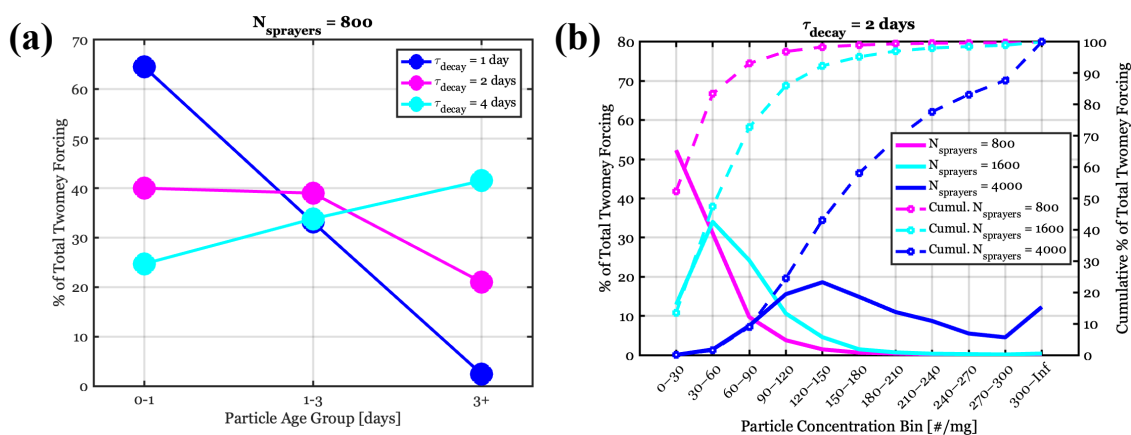 (a)
N_sprayers = 800
% of Total Twomey Forcing
70
60
50
40
30
20
10
0
τ_decay = 1 day
τ_decay = 2 days
τ_decay = 4 days
0-1
1-3
3+
Particle Age Group [days]
(b)
τ_decay = 2 days
% of Total Twomey Forcing
80
70
60
50
40
30
20
10
0
N_sprayers = 800
N_sprayers = 1600
N_sprayers = 4000
Cumul. N_sprayers = 800
Cumul. N_sprayers = 1600
Cumul. N_sprayers = 4000
100
90
80
70
60
50
40
30
20
10
0
Cumulative % of Total Twomey Forcing
0–30
30–60
60–90
90–120
120–150
150–180
180–210
210–240
240–270
270–300
300–Inf
Particle Concentration Bin [#/mg]